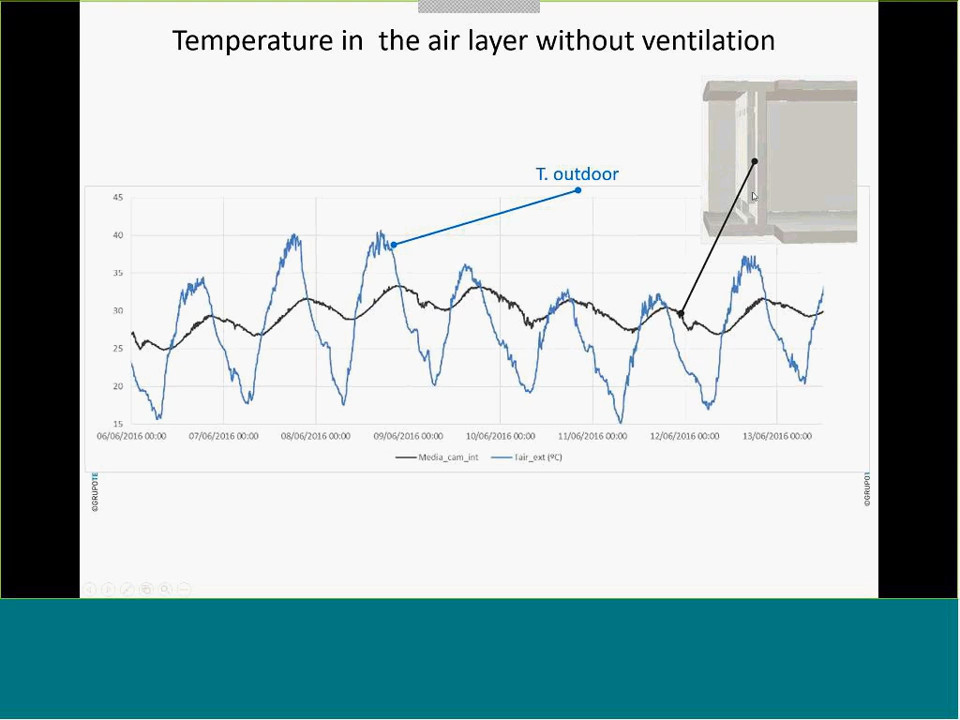 Temperature in  the air layer without ventilation
T. outdoor
45
40
35
30
25
20
15
06/06/2016 00:00 07/06/2016 00:00 08/06/2016 00:00 09/06/2016 00:00 10/06/2016 00:00 11/06/2016 00:00 12/06/2016 00:00 13/06/2016 00:00
Media_cam_int Tair_ext (ºC)
©GRUPOTE
©GRUPOT